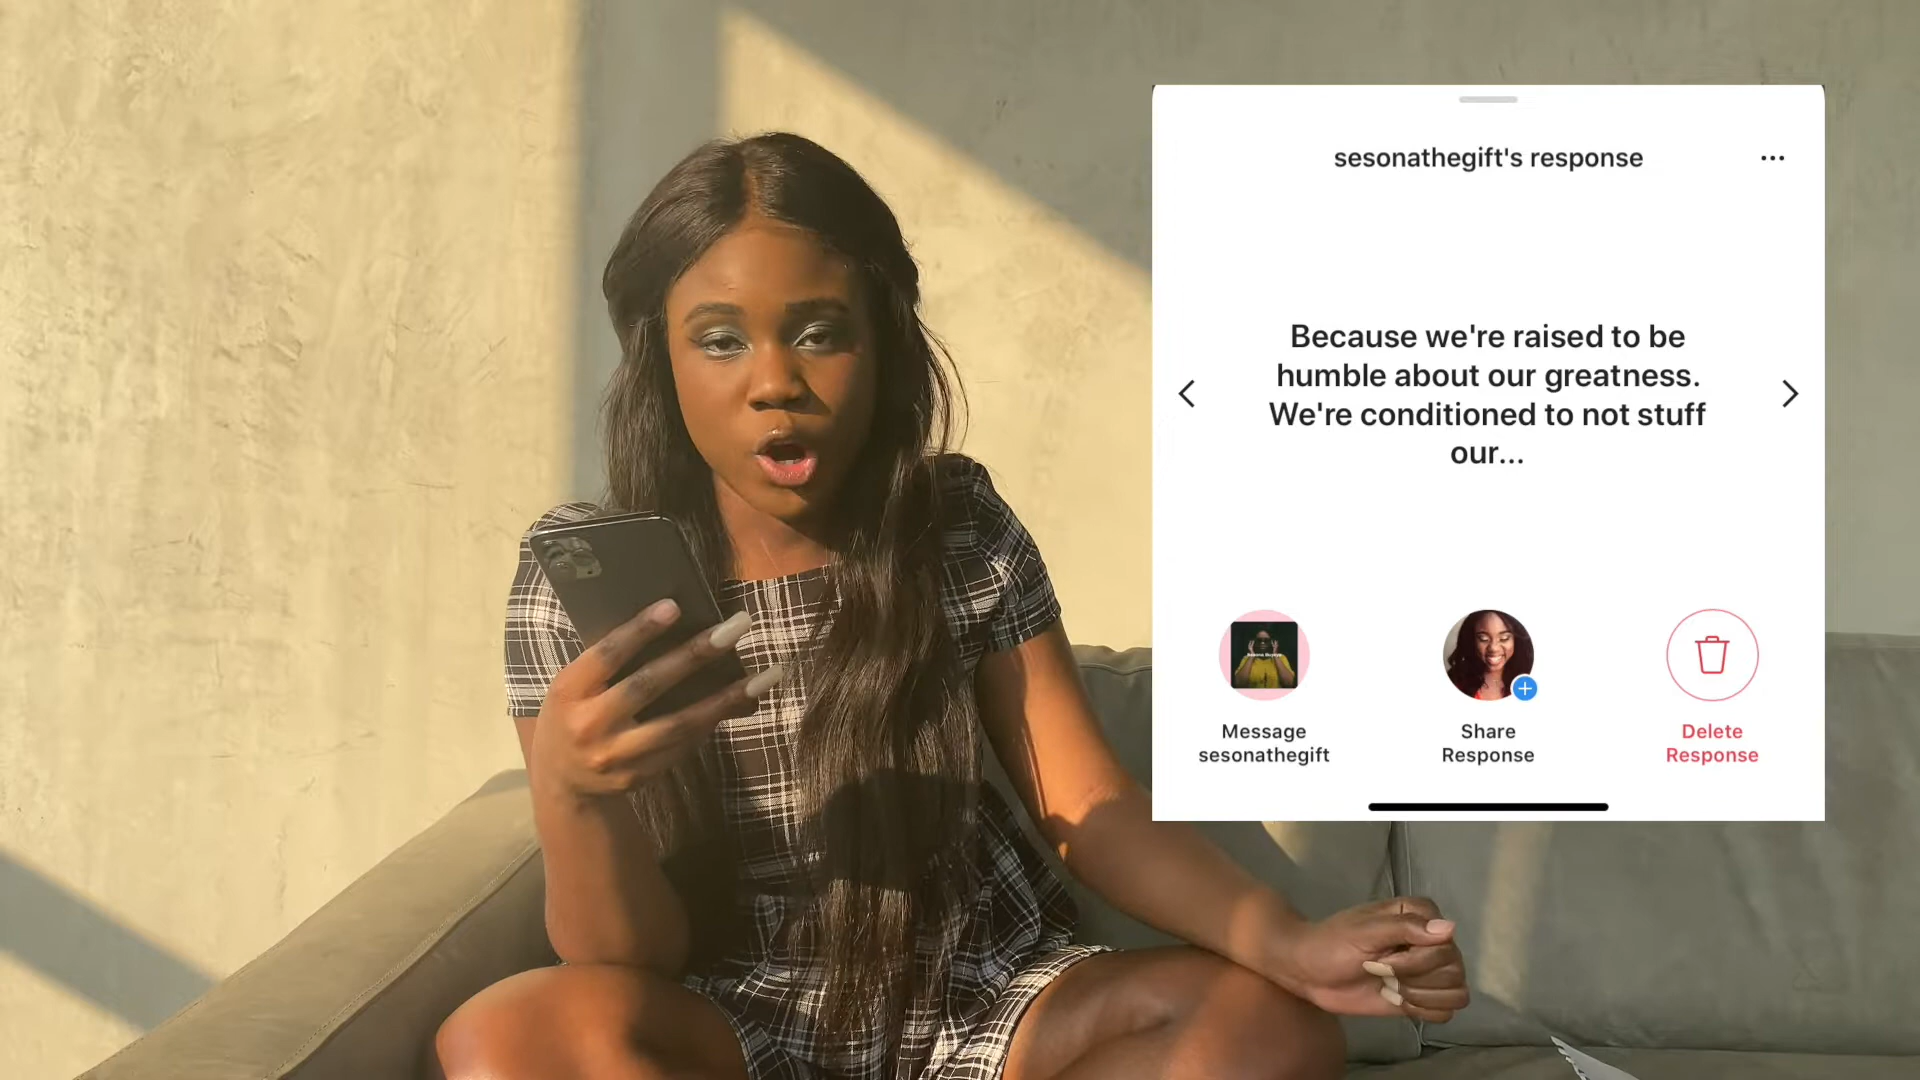 sesonathegift's response
Because we're raised to be
humble about our greatness.
We're conditioned to not stuff
our...
Message
sesonathegift
Share
Response
Delete
Response